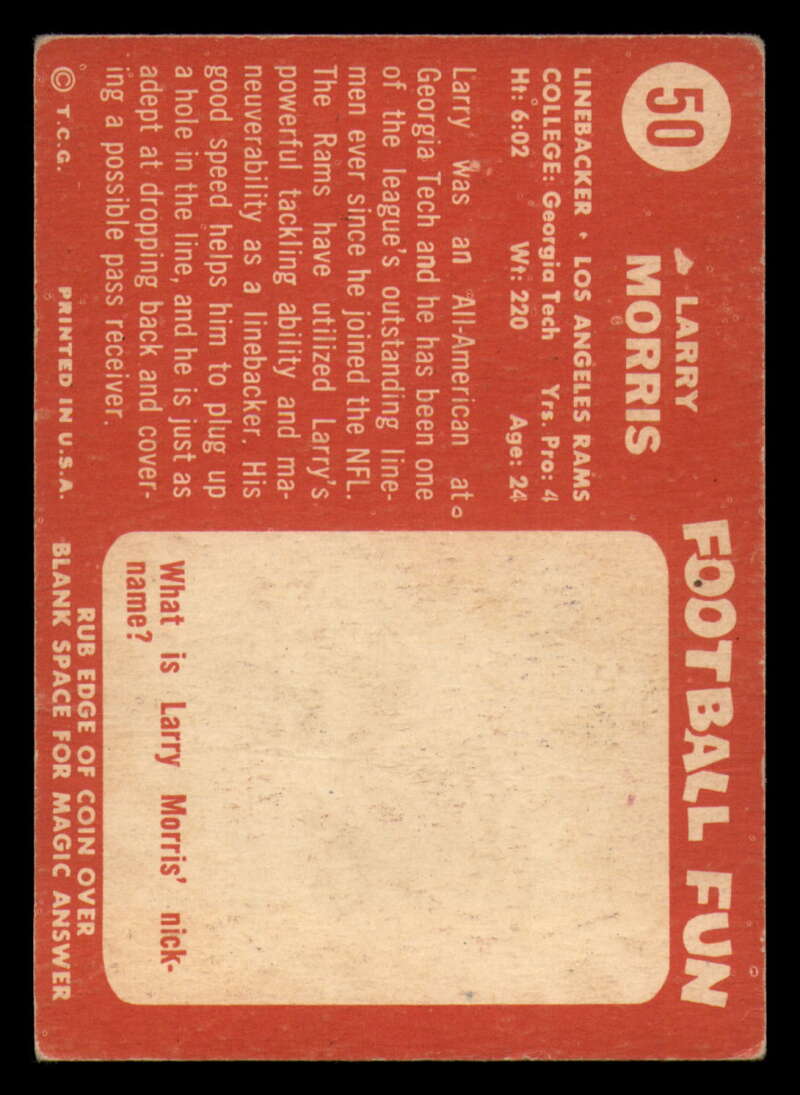 50
LARRY
MORRIS
LINEBACKER • LOS ANGELES RAMS
COLLEGE: Georgia Tech Yrs. Pro: 4
Ht: 6:02 Wt: 220 Age: 24
Larry was an All-American at
Georgia Tech and he has been one
of the league's outstanding line-
men ever since he joined the NFL.
The Rams have utilized Larry's
powerful tackling ability and ma-
neuverability as a linebacker. His
good speed helps him to plug up
a hole in the line, and he is just as
adept at dropping back and cover-
ing a possible pass receiver.
© T.C.G. PRINTED IN U.S.A.
FOOTBALL FUN
What is Larry Morris' nick-
name?
RUB EDGE OF COIN OVER
BLANK SPACE FOR MAGIC ANSWER